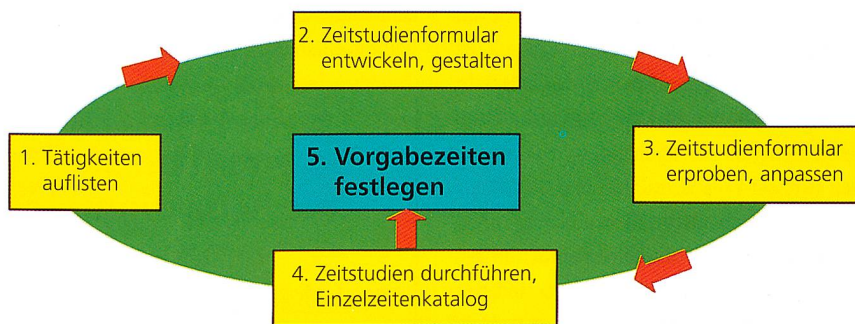 1. Tätigkeiten
auflisten
2. Zeitstudienformular
entwickeln, gestalten
3. Zeitstudienformular
erproben, anpassen
4. Zeitstudien durchführen,
Einzelzeitenkatalog
5. Vorgabezeiten
festlegen